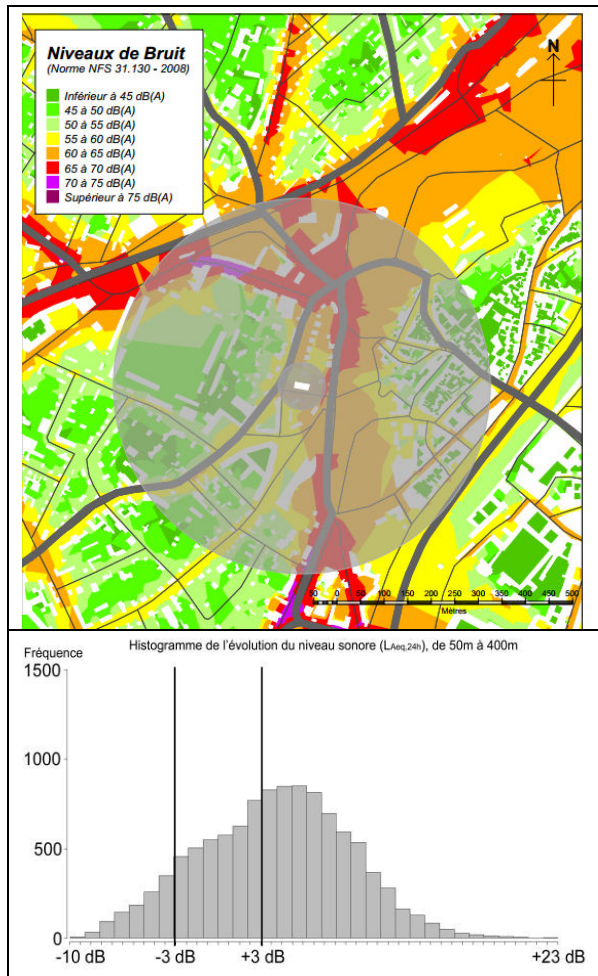 Niveaux de Bruit
(Norme NFS 31.130 - 2008)
Inférieur à 45 dB(A)
45 à 50 dB(A)
50 à 55 dB(A)
55 à 60 dB(A)
60 à 65 dB(A)
65 à 70 dB(A)
70 à 75 dB(A)
Supérieur à 75 dB(A)
N
50 0 50 100 150 200 250 300 350 400 450 500
Mètres
Histogramme de l'évolution du niveau sonore (LAeq,24h), de 50m à 400m
Fréquence
1500
1000
500
0
-10 dB -3 dB +3 dB +23 dB